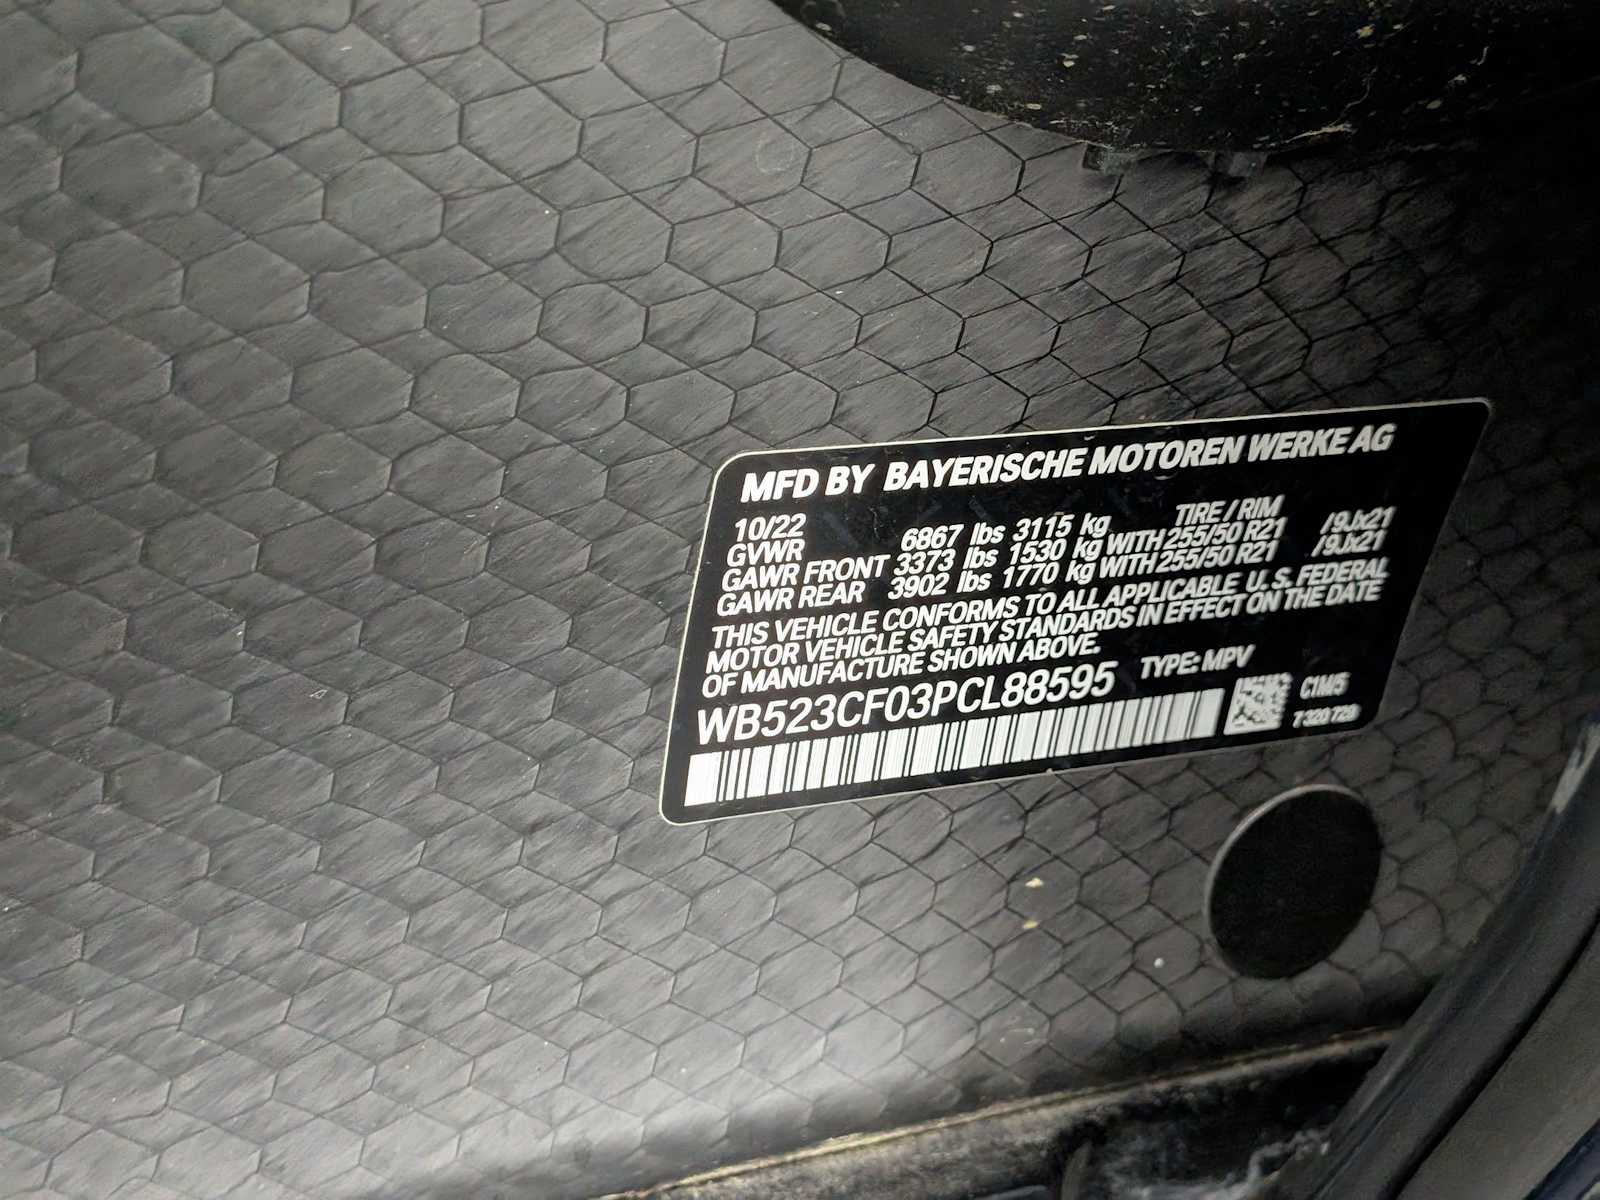 MFD BY BAYERISCHE MOTOREN WERKE AG
10/22 TIRE / RIM
GVWR 6867 lbs 3115 kg
GAWR FRONT 3373 lbs 1530 kg WITH 255/50 R21 /9Jx21
GAWR REAR 3902 lbs 1770 kg WITH 255/50 R21 /9Jx21
THIS VEHICLE CONFORMS TO ALL APPLICABLE U.S. FEDERAL
MOTOR VEHICLE SAFETY STANDARDS IN EFFECT ON THE DATE
OF MANUFACTURE SHOWN ABOVE.
WB523CF03PCL88595 TYPE: MPV
C1M/5
7 320 720